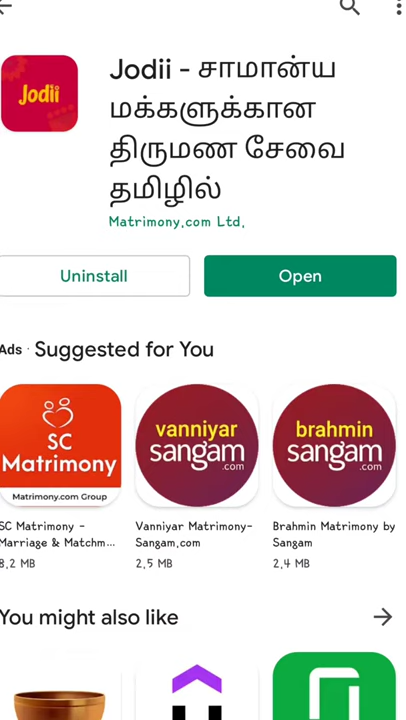 Jodii
Jodii - சாமான்ய
மக்களுக்கான
திருமண சேவை
தமிழில்
Matrimony.com Ltd.
Uninstall
Open
Ads · Suggested for You
SC
Matrimony
Matrimony.com Group
vanniyar
sangam
.com
brahmin
sangam
.com
SC Matrimony -
Marriage & Matchm...
8.2 MB
Vanniyar Matrimony-
Sangam.com
2.5 MB
Brahmin Matrimony by
Sangam
2.4 MB
You might also like